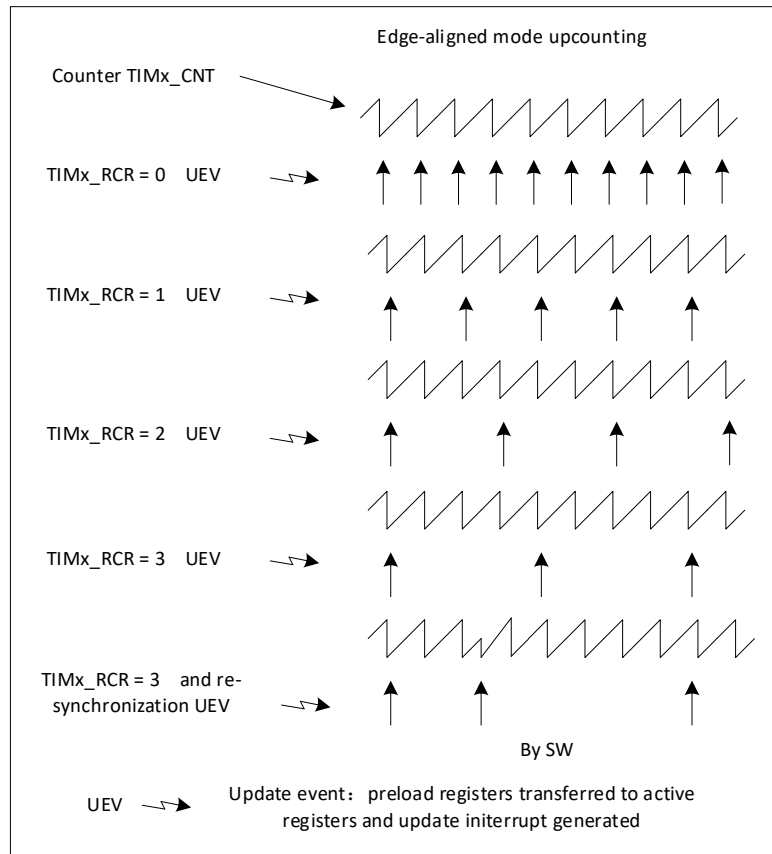 Edge-aligned mode upcounting
Counter TIMx_CNT
TIMx_RCR = 0 UEV
TIMx_RCR = 1 UEV
TIMx_RCR = 2 UEV
TIMx_RCR = 3 UEV
TIMx_RCR = 3 and re-
synchronization UEV
By SW
UEV
Update event：preload registers transferred to active
registers and update initerrupt generated